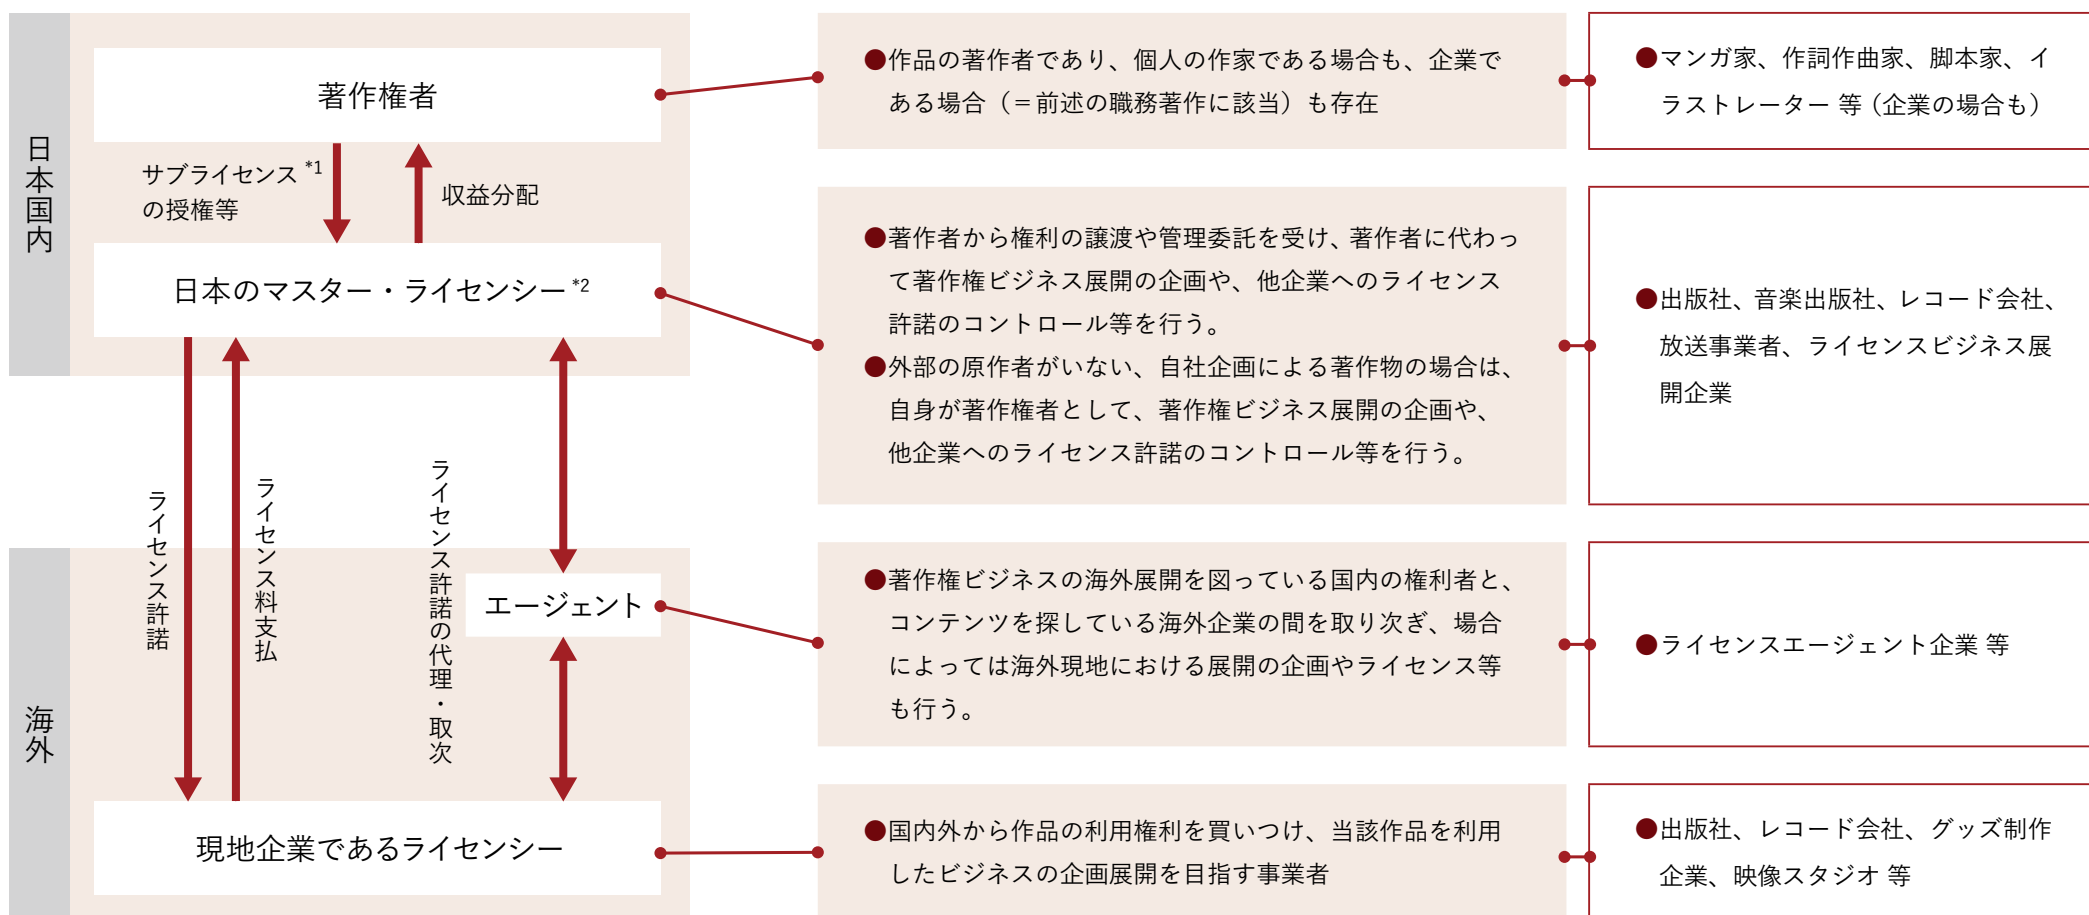 日本国内
著作権者
サブライセンス *1
の授権等
収益分配
日本のマスター・ライセンシー *2
●作品の著作者であり、個人の作家である場合も、企業で
ある場合（＝前述の職務著作に該当）も存在
●マンガ家、作詞作曲家、脚本家、イ
ラストレーター 等（企業の場合も）
●著作者から権利の譲渡や管理委託を受け、著作者に代わっ
て著作権ビジネス展開の企画や、他企業へのライセンス
許諾のコントロール等を行う。
●外部の原作者がいない、自社企画による著作物の場合は、
自身が著作権者として、著作権ビジネス展開の企画や、
他企業へのライセンス許諾のコントロール等を行う。
●出版社、音楽出版社、レコード会社、
放送事業者、ライセンスビジネス展
開企業
ライセンス許諾
ライセンス料支払
ライセンス許諾の代理・取次
海外
エージェント
●著作権ビジネスの海外展開を図っている国内の権利者と、
コンテンツを探している海外企業の間を取り次ぎ、場合
によっては海外現地における展開の企画やライセンス等
も行う。
●ライセンスエージェント企業 等
現地企業であるライセンシー
●国内外から作品の利用権利を買いつけ、当該作品を利用
したビジネスの企画展開を目指す事業者
●出版社、レコード会社、グッズ制作
企業、映像スタジオ 等